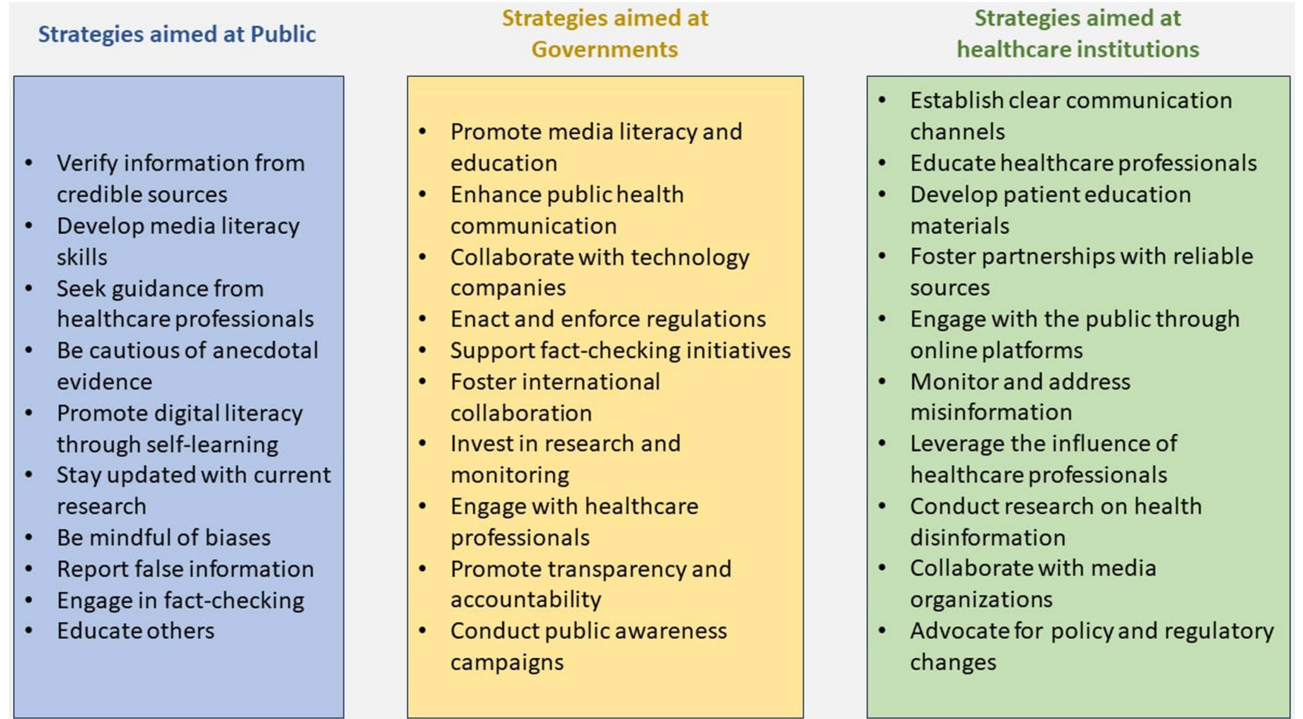 Strategies aimed at Public
• Verify information from
credible sources
• Develop media literacy
skills
• Seek guidance from
healthcare professionals
• Be cautious of anecdotal
evidence
• Promote digital literacy
through self-learning
• Stay updated with current
research
• Be mindful of biases
• Report false information
• Engage in fact-checking
• Educate others
Strategies aimed at
Governments
• Promote media literacy and
education
• Enhance public health
communication
• Collaborate with technology
companies
• Enact and enforce regulations
• Support fact-checking initiatives
• Foster international
collaboration
• Invest in research and
monitoring
• Engage with healthcare
professionals
• Promote transparency and
accountability
• Conduct public awareness
campaigns
Strategies aimed at
healthcare institutions
• Establish clear communication
channels
• Educate healthcare professionals
• Develop patient education
materials
• Foster partnerships with reliable
sources
• Engage with the public through
online platforms
• Monitor and address
misinformation
• Leverage the influence of
healthcare professionals
• Conduct research on health
disinformation
• Collaborate with media
organizations
• Advocate for policy and regulatory
changes